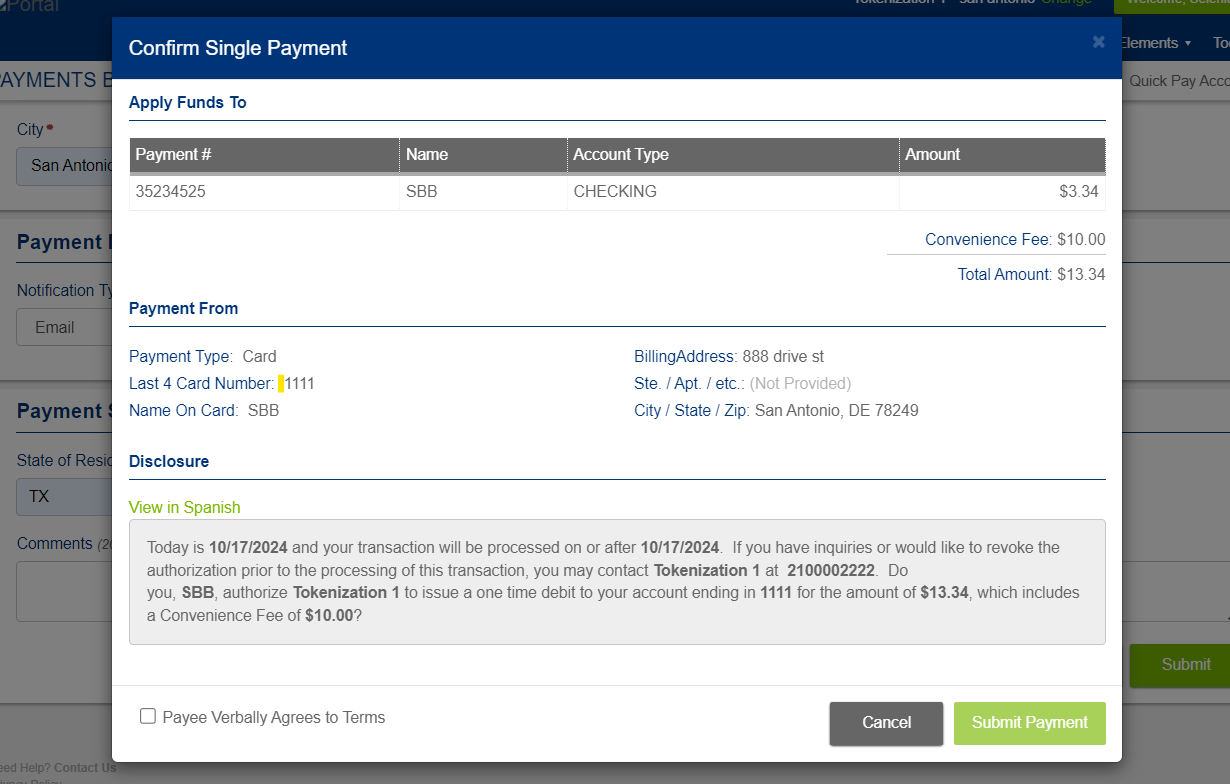 Portal
Tokenization 1 san antonio Change
Welcome,
Confirm Single Payment
×
Elements
PAYMENTS
Quick Pay
Apply Funds To
City *
San Antonio
Payment # Name Account Type Amount
35234525 SBB CHECKING $3.34
Convenience Fee: $10.00
Total Amount: $13.34
Payment
Notification
Email
Payment From
Payment Type: Card
Last 4 Card Number: 1111
Name On Card: SBB
BillingAddress: 888 drive st
Ste. / Apt. / etc.: (Not Provided)
City / State / Zip: San Antonio, DE 78249
Payment
State of
TX
Comments
Disclosure
View in Spanish
Today is 10/17/2024 and your transaction will be processed on or after 10/17/2024. If you have inquiries or would like to revoke the
authorization prior to the processing of this transaction, you may contact Tokenization 1 at 2100002222. Do
you, SBB, authorize Tokenization 1 to issue a one time debit to your account ending in 1111 for the amount of $13.34, which includes
a Convenience Fee of $10.00?
Submit
Payee Verbally Agrees to Terms
Cancel
Submit Payment
Help? Contact Us